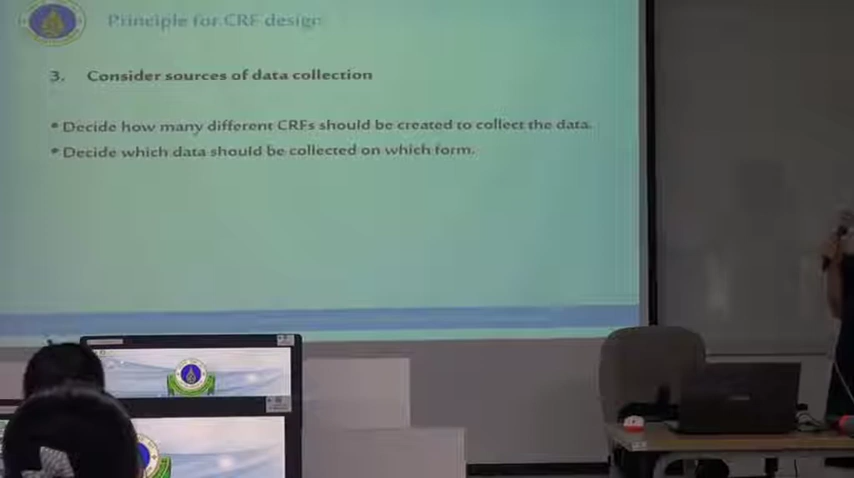 Principle for CRF design
3. Consider sources of data collection
• Decide how many different CRFs should be created to collect the data.
• Decide which data should be collected on which form.